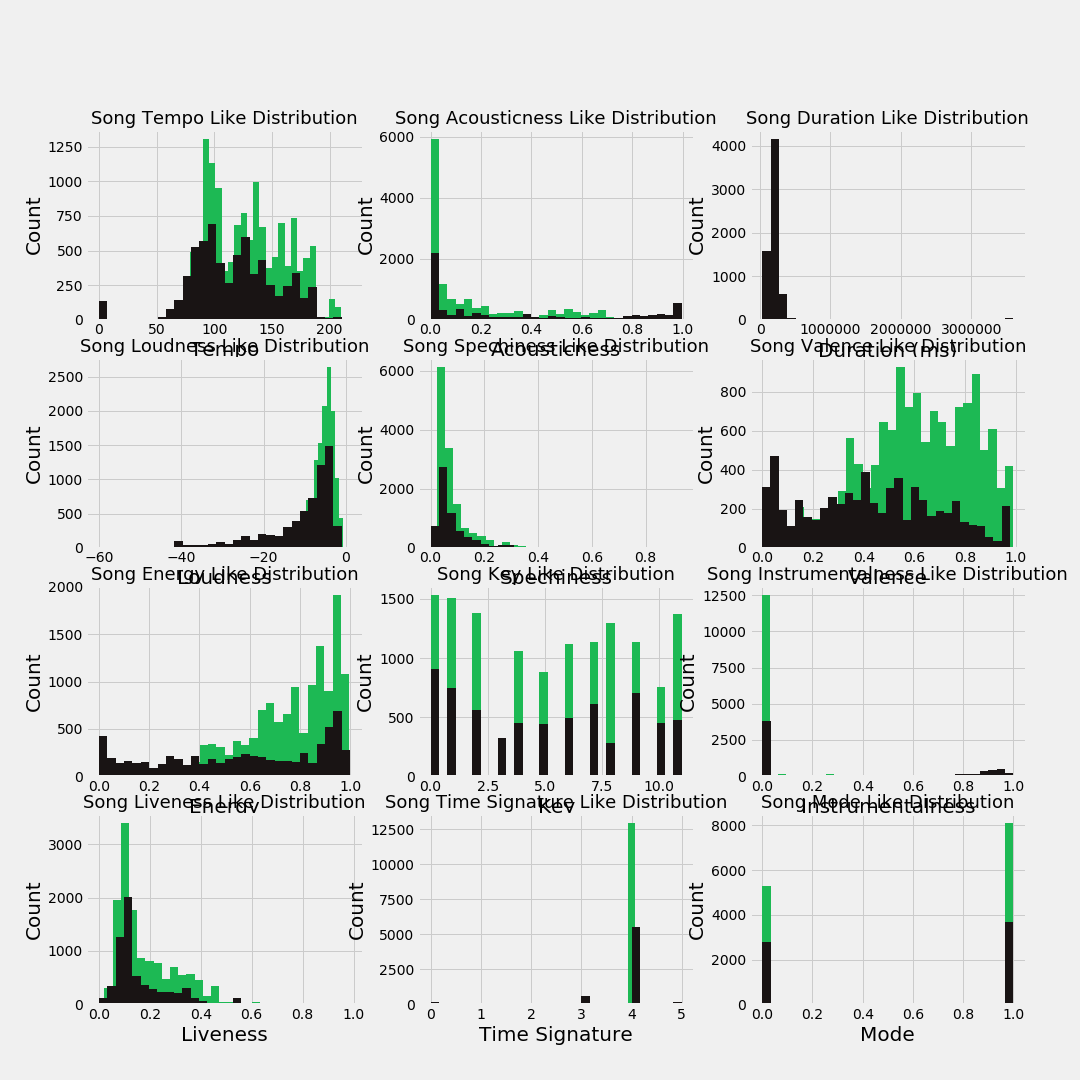 Song Tempo Like Distribution
1250
1000
750
500
250
0
Count
0 50 100 150 200
Tempo
Song Acousticness Like Distribution
6000
4000
2000
0
Count
0.0 0.2 0.4 0.6 0.8 1.0
Acousticness
Song Duration Like Distribution
4000
3000
2000
1000
0
Count
0 1000000 2000000 3000000
Duration (ms)
Song Loudness Like Distribution
2500
2000
1500
1000
500
0
Count
−60 −40 −20 0
Loudness
Song Spechiness Like Distribution
6000
4000
2000
0
Count
0.0 0.2 0.4 0.6 0.8
Spechiness
Song Valence Like Distribution
800
600
400
200
0
Count
0.0 0.2 0.4 0.6 0.8 1.0
Valence
Song Energy Like Distribution
2000
1500
1000
500
0
Count
0.0 0.2 0.4 0.6 0.8 1.0
Energy
Song Key Like Distribution
1500
1000
500
0
Count
0.0 2.5 5.0 7.5 10.0
Key
Song Instrumentalness Like Distribution
12500
10000
7500
5000
2500
0
Count
0.0 0.2 0.4 0.6 0.8 1.0
Instrumentalness
Song Liveness Like Distribution
3000
2000
1000
0
Count
0.0 0.2 0.4 0.6 0.8 1.0
Liveness
Song Time Signature Like Distribution
12500
10000
7500
5000
2500
0
Count
0 1 2 3 4 5
Time Signature
Song Mode Like Distribution
8000
6000
4000
2000
0
Count
0.0 0.2 0.4 0.6 0.8 1.0
Mode